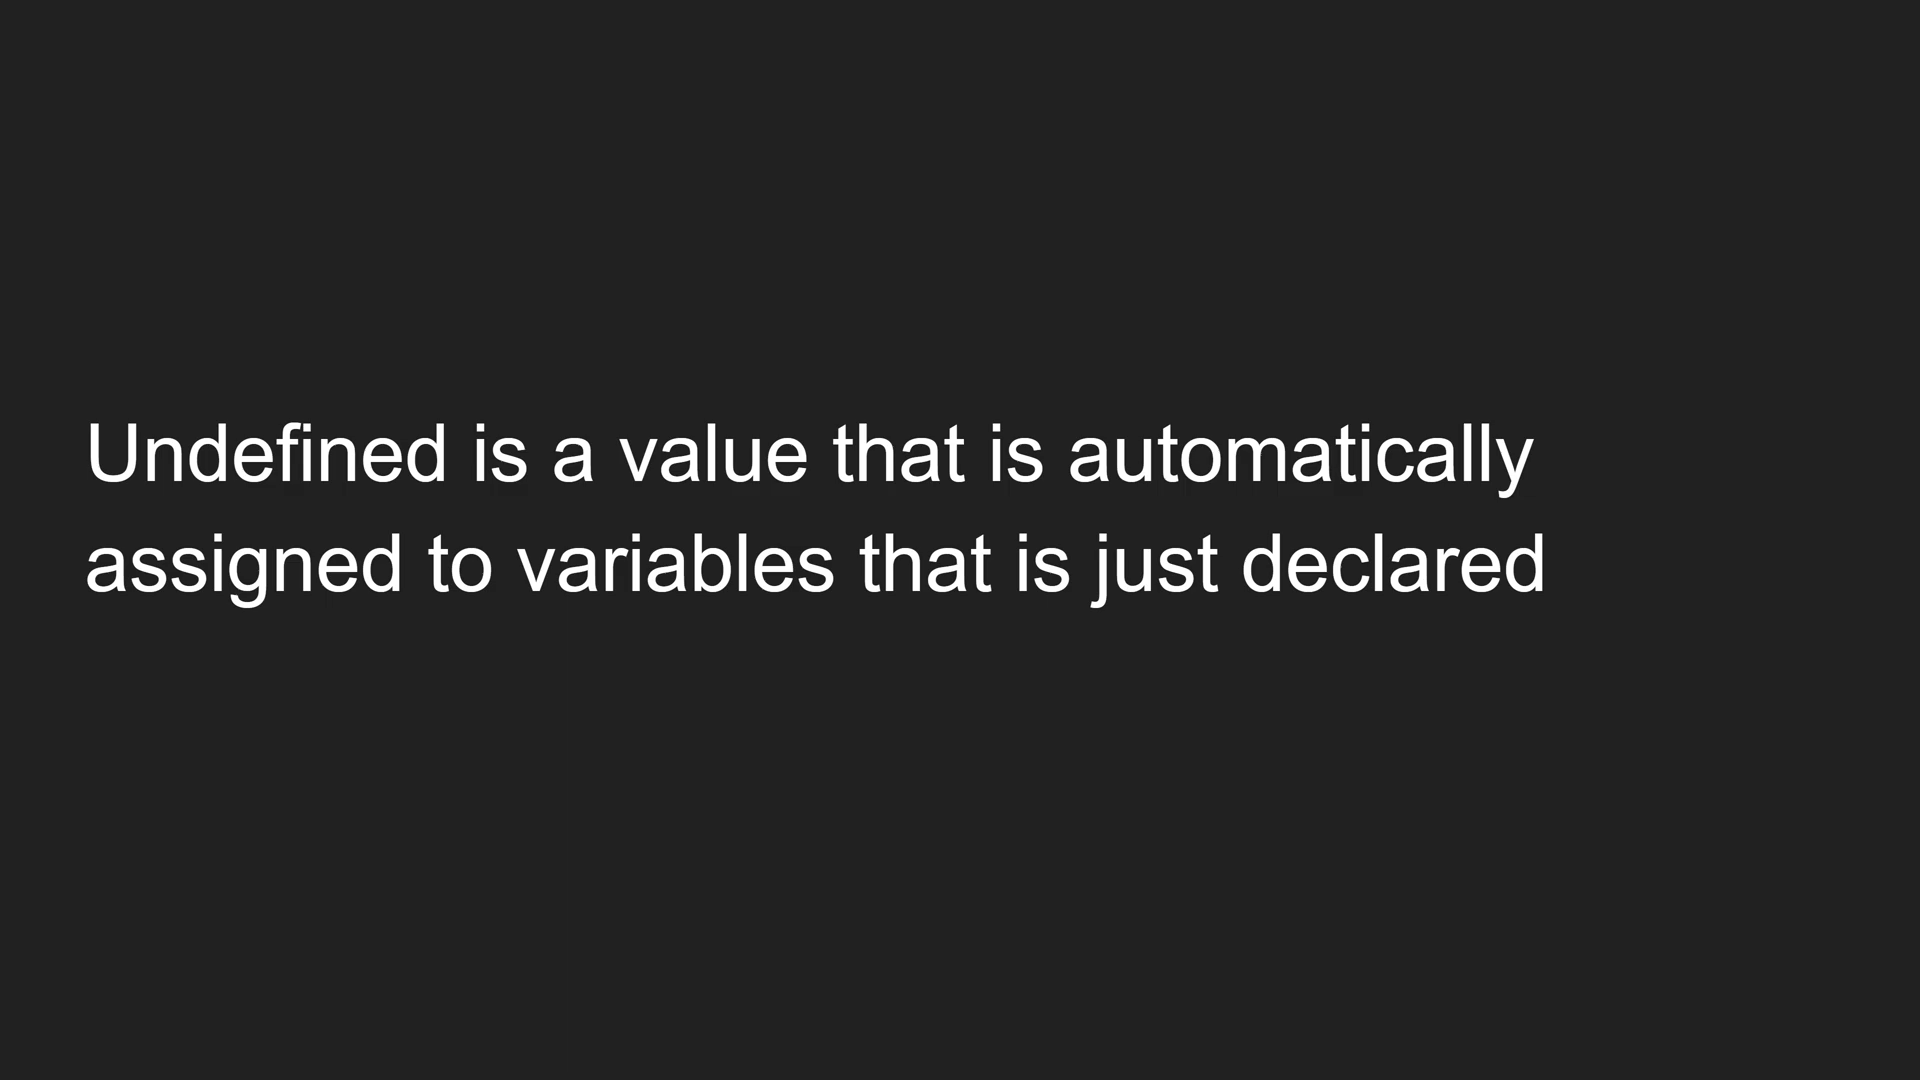 Undefined is a value that is automatically
assigned to variables that is just declared